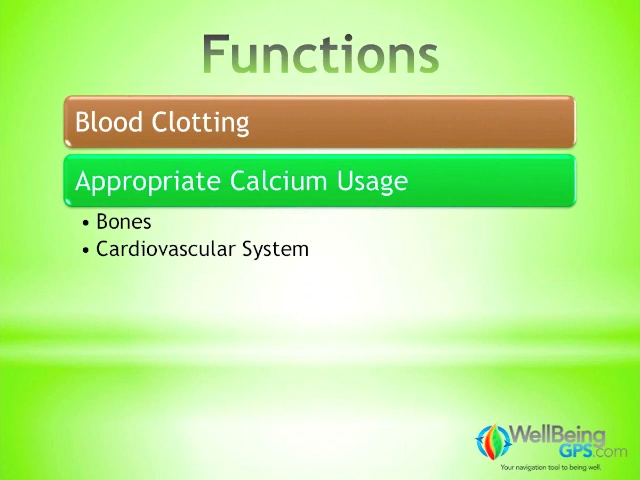 Functions
Blood Clotting
Appropriate Calcium Usage
• Bones
• Cardiovascular System
WellBeing
GPS.com
Your navigation tool to being well.